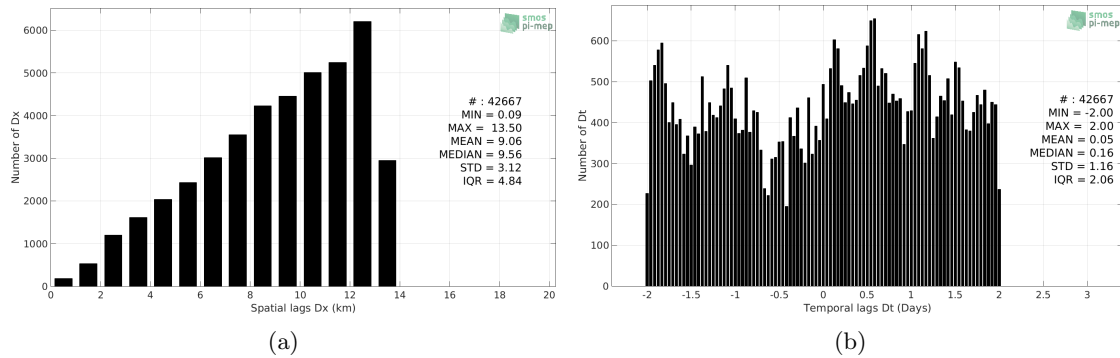 smos
pi-mep
6000
5000
4000
3000
2000
1000
0
Number of Dx
# : 42667
MIN = 0.09
MAX = 13.50
MEAN = 9.06
MEDIAN = 9.56
STD = 3.12
IQR = 4.84
0 2 4 6 8 10 12 14 16 18 20
Spatial lags Dx (km)
(a)
smos
pi-mep
600
500
400
300
200
100
0
Number of Dt
# : 42667
MIN = -2.00
MAX = 2.00
MEAN = 0.05
MEDIAN = 0.16
STD = 1.16
IQR = 2.06
-2 -1.5 -1 -0.5 0 0.5 1 1.5 2 2.5 3
Temporal lags Dt (Days)
(b)